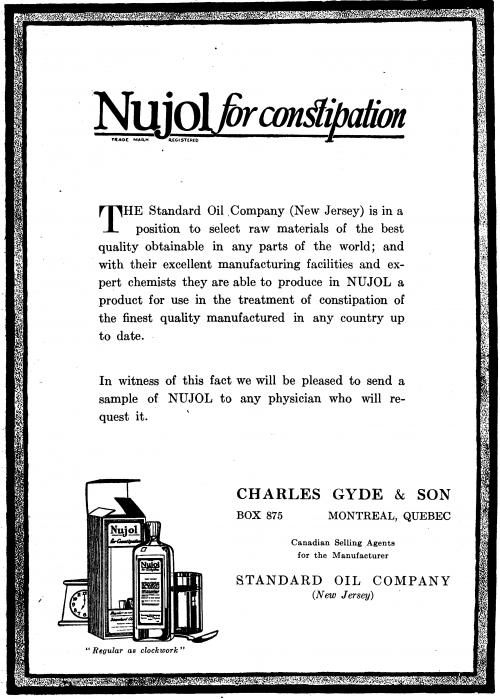 Nujol for constipation
TRADE MARK REGISTERED
THE Standard Oil Company (New Jersey) is in a
position to select raw materials of the best
quality obtainable in any parts of the world; and
with their excellent manufacturing facilities and ex-
pert chemists they are able to produce in NUJOL a
product for use in the treatment of constipation of
the finest quality manufactured in any country up
to date.
In witness of this fact we will be pleased to send a
sample of NUJOL to any physician who will re-
quest it.
CHARLES GYDE & SON
BOX 875 MONTREAL, QUEBEC
Canadian Selling Agents
for the Manufacturer
STANDARD OIL COMPANY
(New Jersey)
Nujol
for Constipation
Nujol
"Regular as clockwork"